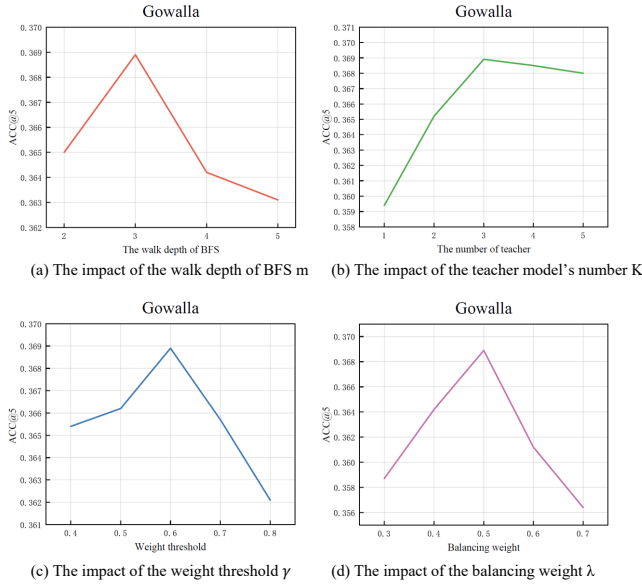 Gowalla
0.370
0.369
0.368
0.367
0.366
0.365
0.364
0.363
0.362
ACC@5
2 3 4 5
The walk depth of BFS
(a) The impact of the walk depth of BFS m
Gowalla
0.371
0.370
0.369
0.368
0.367
0.366
0.365
0.364
0.363
0.362
0.361
0.360
0.359
0.358
ACC@5
1 2 3 4 5
The number of teacher
(b) The impact of the teacher model's number K
Gowalla
0.370
0.369
0.368
0.367
0.366
0.365
0.364
0.363
0.362
0.361
ACC@5
0.4 0.5 0.6 0.7 0.8
Weight threshold
(c) The impact of the weight threshold γ
Gowalla
0.370
0.368
0.366
0.364
0.362
0.360
0.358
0.356
ACC@5
0.3 0.4 0.5 0.6 0.7
Balancing weight
(d) The impact of the balancing weight λ